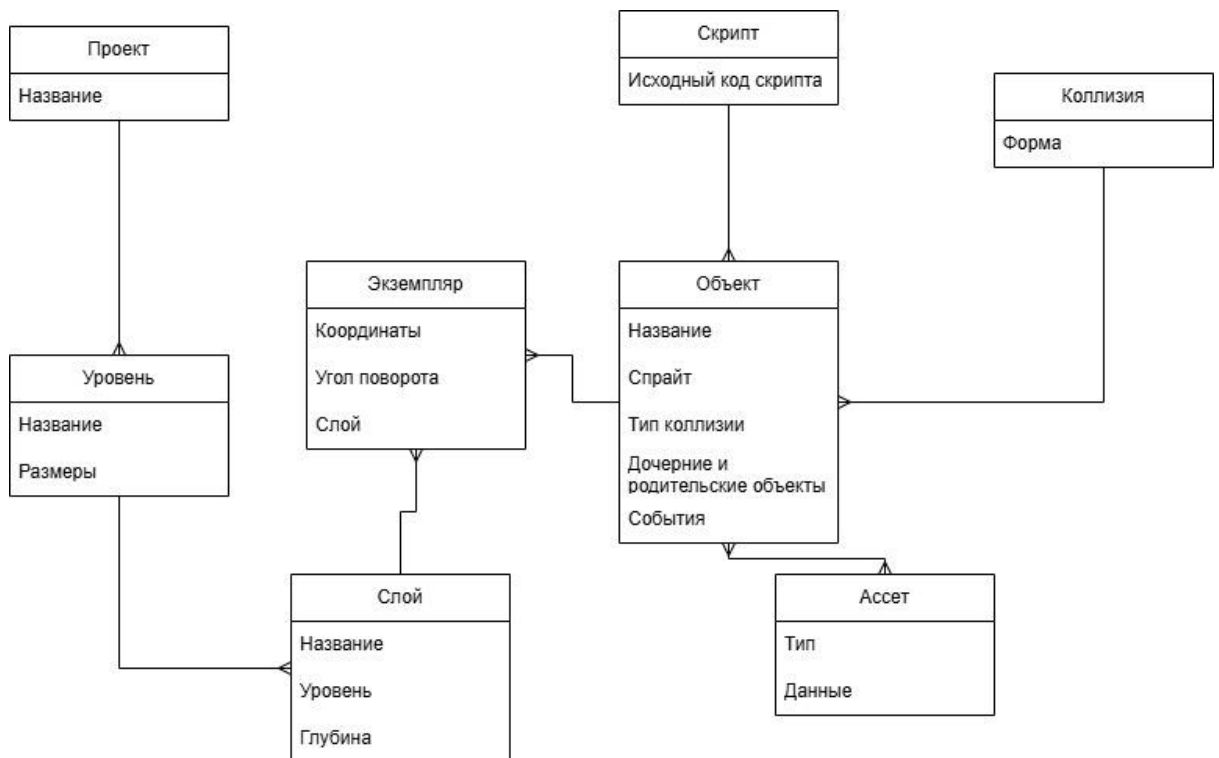 Проект
Название
Скрипт
Исходный код скрипта
Коллизия
Форма
Экземпляр
Координаты
Угол поворота
Слой
Объект
Название
Спрайт
Тип коллизии
Дочерние и
родительские объекты
События
Уровень
Название
Размеры
Слой
Название
Уровень
Глубина
Ассет
Тип
Данные